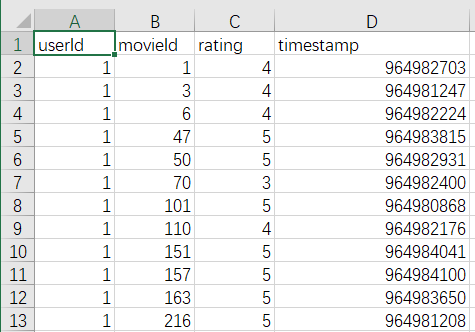 A B C D
1 userId movieId rating timestamp
2 1 1 4 964982703
3 1 3 4 964981247
4 1 6 4 964982224
5 1 47 5 964983815
6 1 50 5 964982931
7 1 70 3 964982400
8 1 101 5 964980868
9 1 110 4 964982176
10 1 151 5 964984041
11 1 157 5 964984100
12 1 163 5 964983650
13 1 216 5 964981208